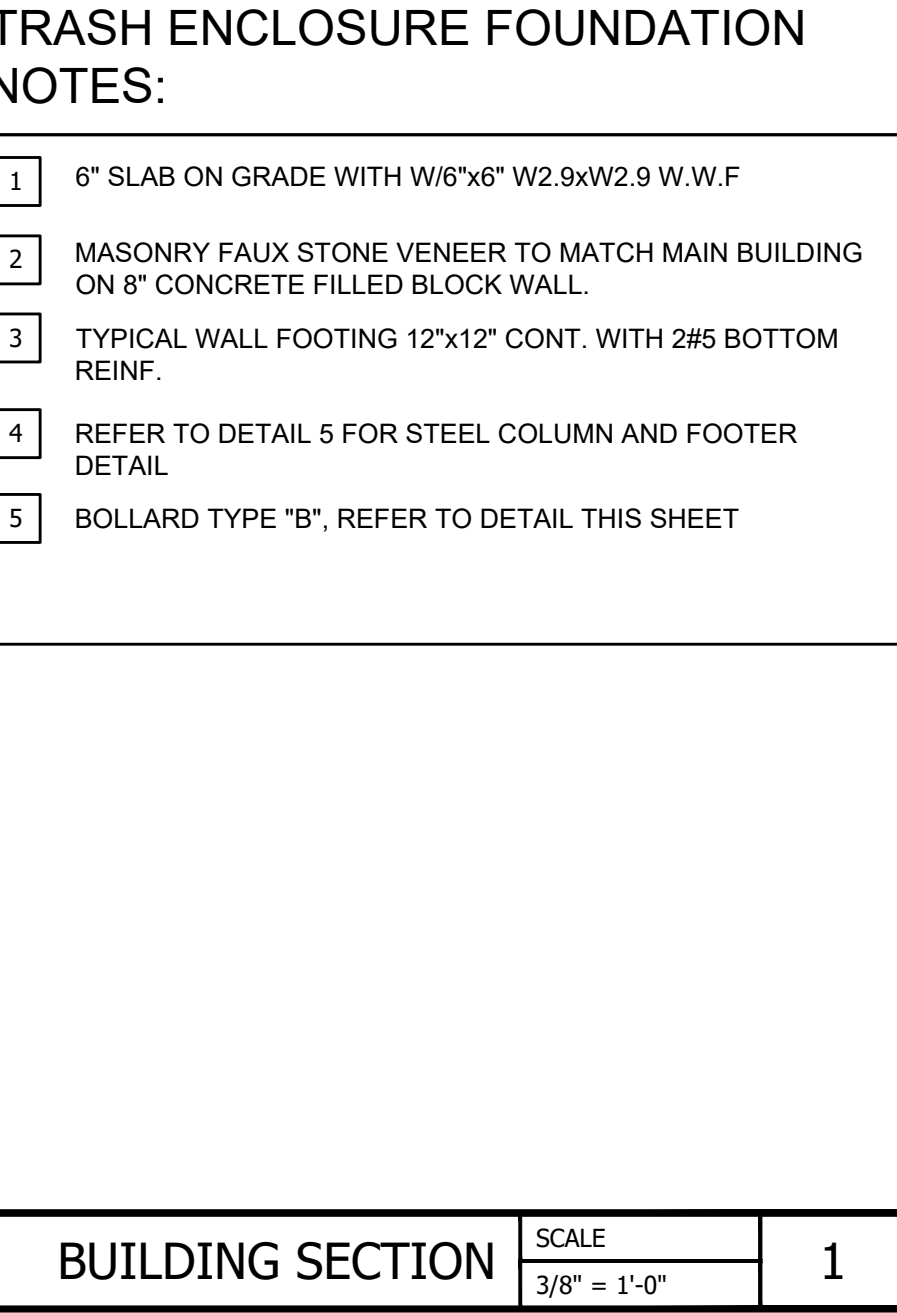 TRASH ENCLOSURE FOUNDATION
NOTES:
1 6" SLAB ON GRADE WITH W/6"x6" W2.9xW2.9 W.W.F
2 MASONRY FAUX STONE VENEER TO MATCH MAIN BUILDING
ON 8" CONCRETE FILLED BLOCK WALL.
3 TYPICAL WALL FOOTING 12"x12" CONT. WITH 2#5 BOTTOM
REINF.
4 REFER TO DETAIL 5 FOR STEEL COLUMN AND FOOTER
DETAIL
5 BOLLARD TYPE "B", REFER TO DETAIL THIS SHEET
BUILDING SECTION
SCALE
3/8" = 1'-0"
1